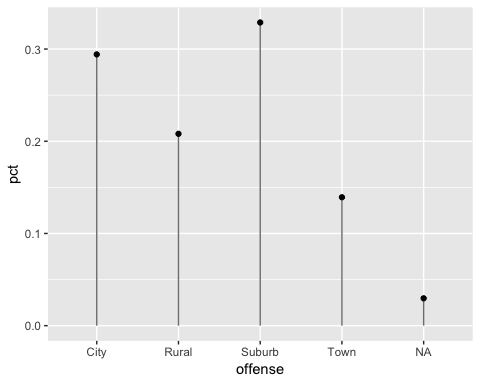 pct
0.3
0.2
0.1
0.0
City Rural Suburb Town NA
offense